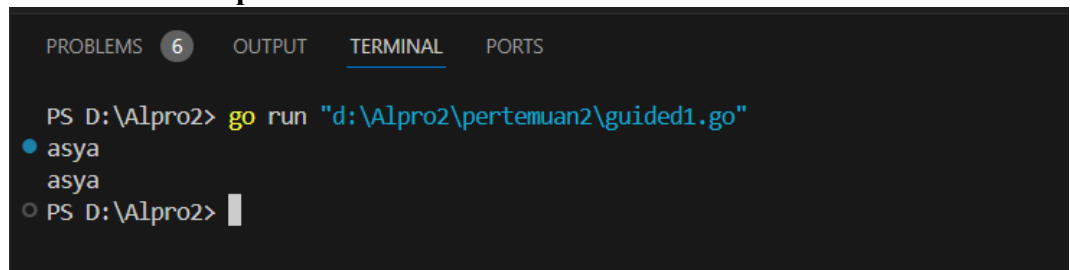 PROBLEMS 6 OUTPUT TERMINAL PORTS
PS D:\Alpro2> go run "d:\Alpro2\pertemuan2\guided1.go"
asya
asya
PS D:\Alpro2>